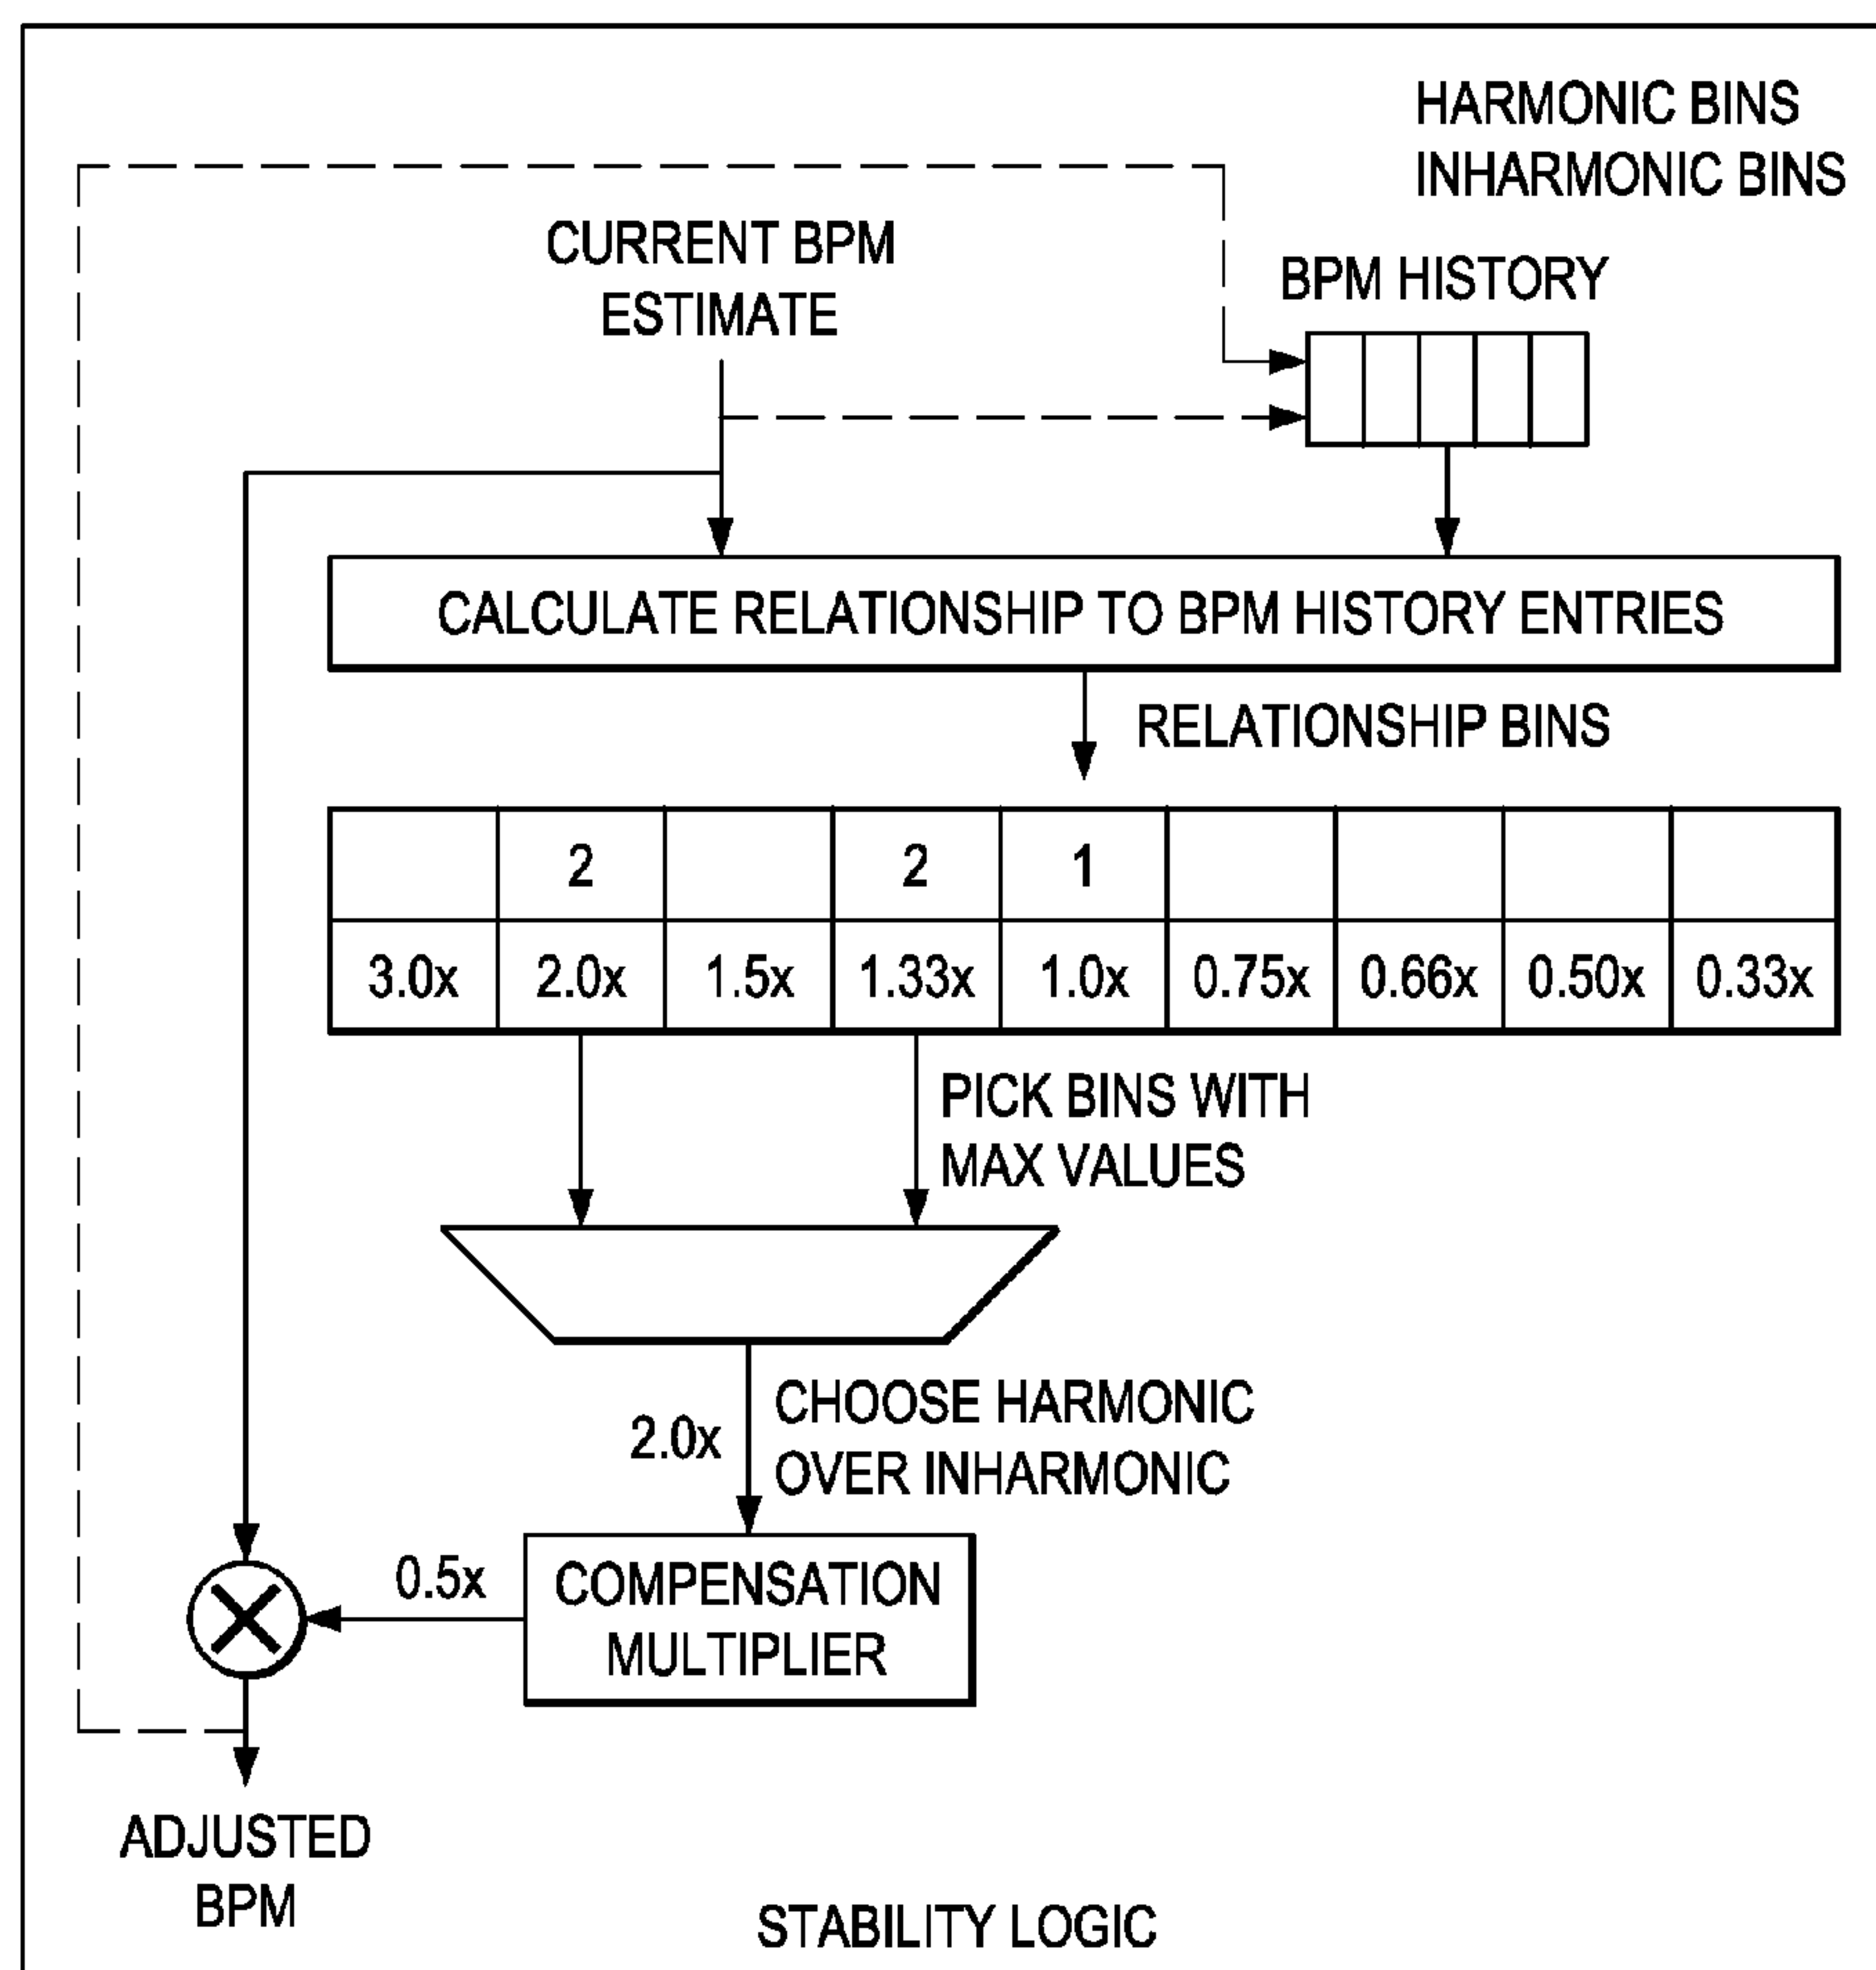 HARMONIC BINS
INHARMONIC BINS
CURRENT BPM
ESTIMATE
BPM HISTORY
CALCULATE RELATIONSHIP TO BPM HISTORY ENTRIES
RELATIONSHIP BINS
2 2 1
3.0x 2.0x 1.5x 1.33x 1.0x 0.75x 0.66x 0.50x 0.33x
PICK BINS WITH
MAX VALUES
2.0x
CHOOSE HARMONIC
OVER INHARMONIC
0.5x
COMPENSATION
MULTIPLIER
ADJUSTED
BPM
STABILITY LOGIC